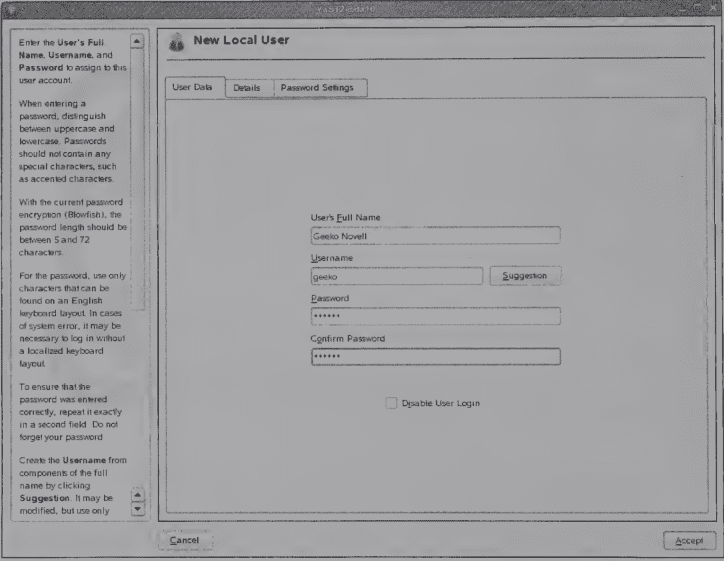 Enter the User's Full
Name, Username, and
Password to assign to this
user account.
When entering a
password, distinguish
between uppercase and
lowercase. Passwords
should not contain any
special characters, such
as accented characters.
With the current password
encryption (Blowfish), the
password length should be
between 5 and 72
characters.
For the password, use only
characters that can be
found on an English
keyboard layout. In cases
of system error, it may be
necessary to log in without
a localized keyboard
layout.
To ensure that the
password was entered
correctly, repeat it exactly
in a second field. Do not
forget your password.
Create the Username from
components of the full
name by clicking
Suggestion. It may be
modified, but use only
New Local User
User Data
Details
Password Settings
User's Full Name
Geeko Novell
Username
geeko
Suggestion
Password
••••••
Confirm Password
••••••
Disable User Login
Cancel
Accept